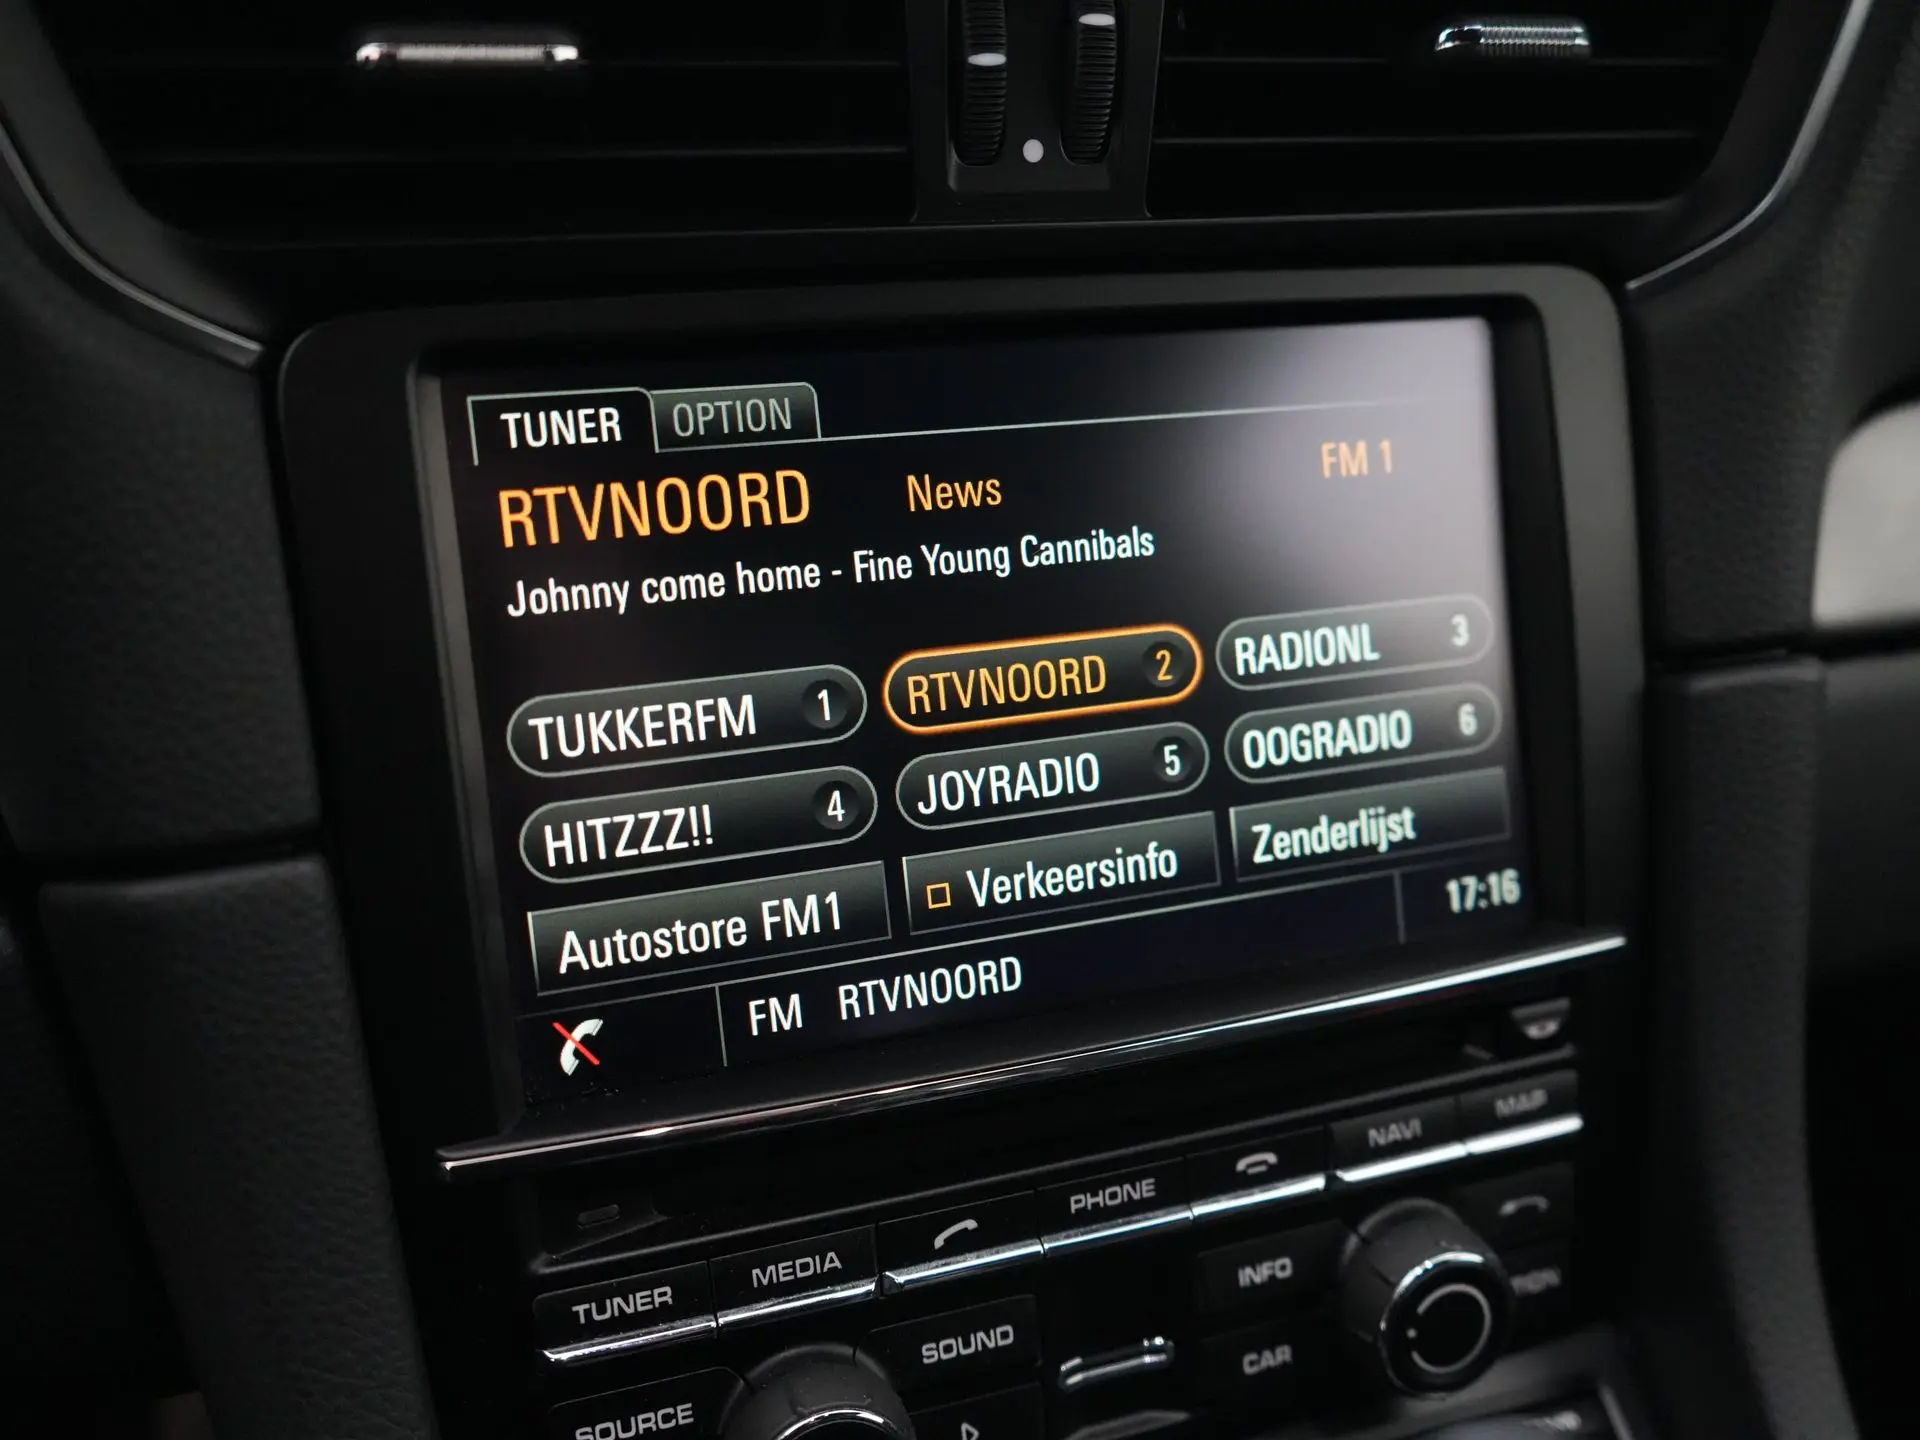 TUNER OPTION
RTVNOORD News FM 1
Johnny come home - Fine Young Cannibals
TUKKERFM 1 RTVNOORD 2 RADIONL 3
HITZZZ!! 4 JOYRADIO 5 OOGRADIO 6
Autostore FM1 Verkeersinfo Zenderlijst
FM RTVNOORD 17:16
TUNER MEDIA PHONE NAVI MAP
SOUND INFO
SOURCE CAR